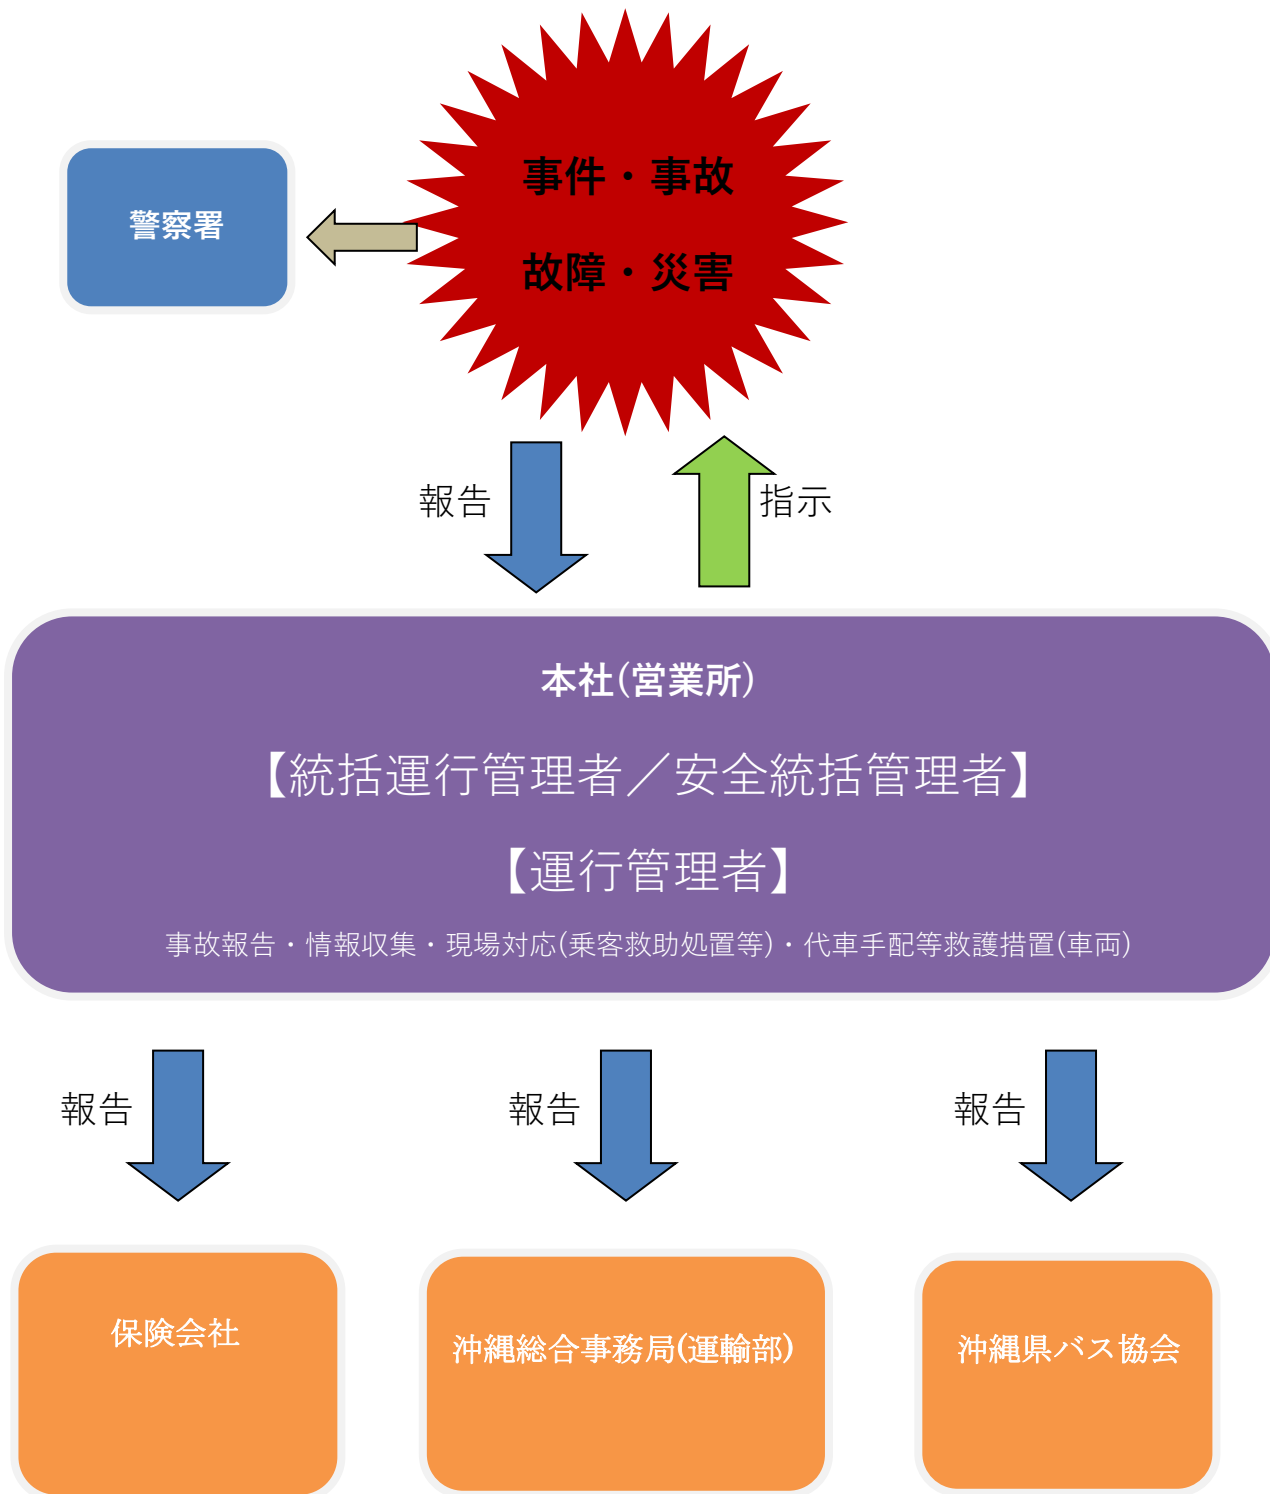 事件・事故
故障・災害
警察署
報告
指示
本社(営業所)
【統括運行管理者／安全統括管理者】
【運行管理者】
事故報告・情報収集・現場対応(乗客救助処置等)・代車手配等救護措置(車両)
報告
報告
報告
保険会社
沖縄総合事務局(運輸部)
沖縄県バス協会